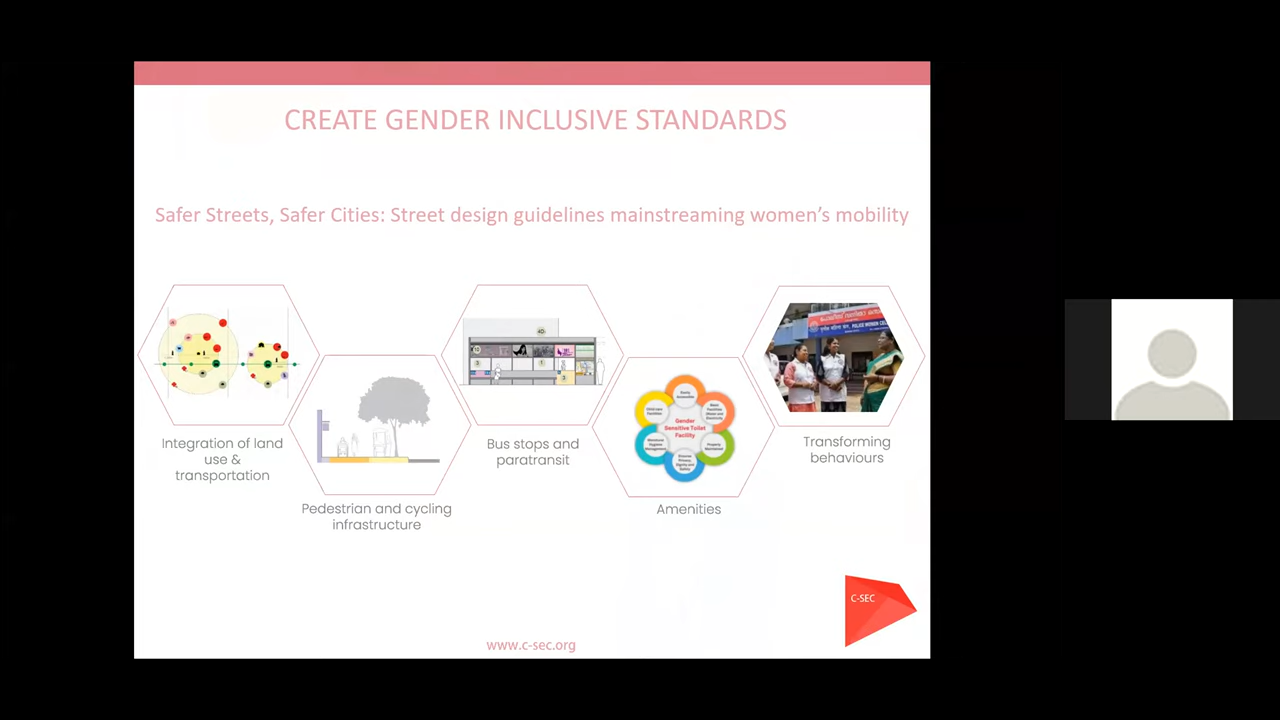 CREATE GENDER INCLUSIVE STANDARDS
Safer Streets, Safer Cities: Street design guidelines mainstreaming women’s mobility
Integration of land
use &
transportation
Pedestrian and cycling
infrastructure
Bus stops and
paratransit
Gender
Sensitive Toilet
Facility
Amenities
POLICE WOMEN
Transforming
behaviours
C-SEC
www.c-sec.org